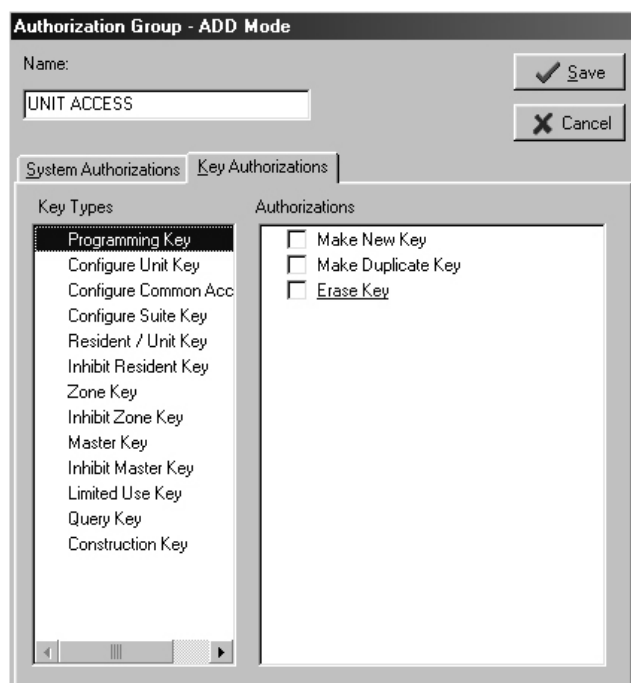 Authorization Group - ADD Mode
Name:
Save
UNIT ACCESS
Cancel
System Authorizations
Key Authorizations
Key Types
Authorizations
Programming Key
Configure Unit Key
Configure Common Acc
Configure Suite Key
Resident / Unit Key
Inhibit Resident Key
Zone Key
Inhibit Zone Key
Master Key
Inhibit Master Key
Limited Use Key
Query Key
Construction Key
Make New Key
Make Duplicate Key
Erase Key